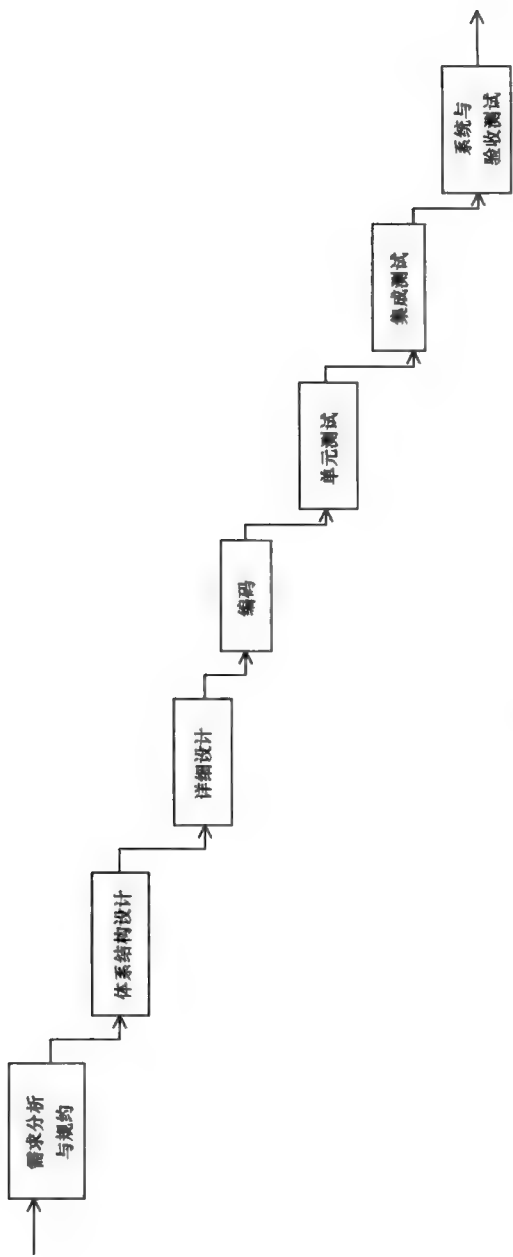 需求分析
与规约
体系结构设计
详细设计
编码
单元测试
集成测试
系统与
验收测试